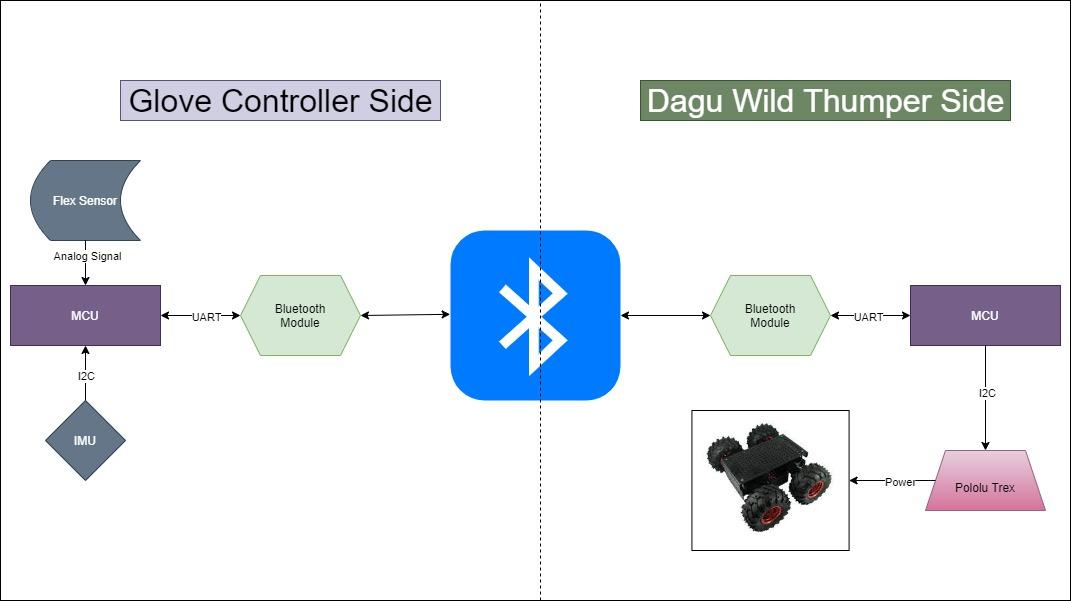 Glove Controller Side
Dagu Wild Thumper Side
Flex Sensor
Analog Signal
MCU
UART
Bluetooth
Module
Bluetooth
Module
UART
MCU
I2C
IMU
I2C
Pololu Trex
Power